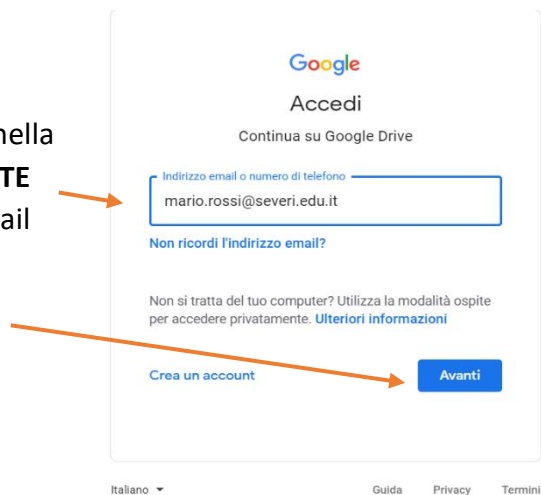 Google
Accedi
Continua su Google Drive
nella
TE
ail
Indirizzo email o numero di telefono
mario.rossi@severi.edu.it
Non ricordi l'indirizzo email?
Non si tratta del tuo computer? Utilizza la modalità ospite
per accedere privatamente. Ulteriori informazioni
Crea un account Avanti
Italiano Guida Privacy Termini